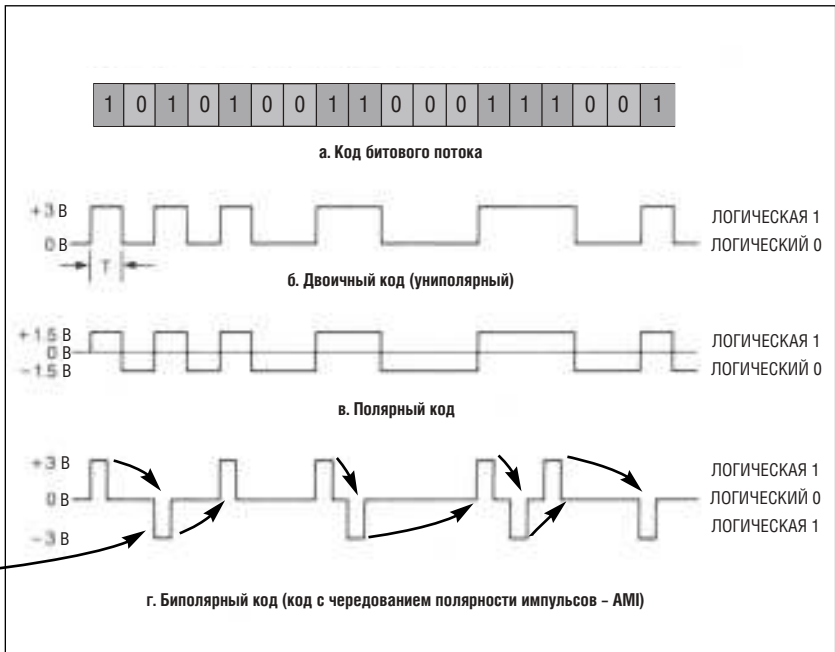 1 0 1 0 1 0 0 1 1 0 0 0 1 1 1 0 0 1
а. Код битового потока
+3 В
ЛОГИЧЕСКАЯ 1
0 В
ЛОГИЧЕСКИЙ 0
T
б. Двоичный код (униполярный)
+1.5 В
ЛОГИЧЕСКАЯ 1
0 В
−1.5 В
ЛОГИЧЕСКИЙ 0
в. Полярный код
+3 В
ЛОГИЧЕСКАЯ 1
0 В
ЛОГИЧЕСКИЙ 0
−3 В
ЛОГИЧЕСКАЯ 1
г. Биполярный код (код с чередованием полярности импульсов – AMI)